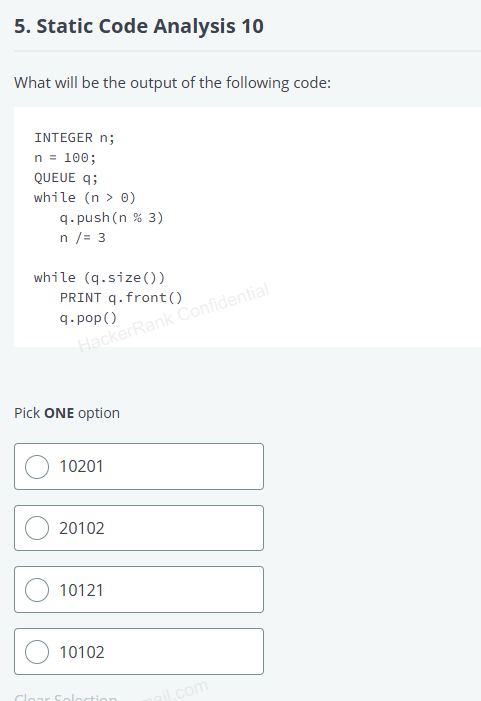 5. Static Code Analysis 10
What will be the output of the following code:
INTEGER n;
n = 100;
QUEUE q;
while (n > 0)
q.push(n % 3)
n /= 3
while (q.size())
PRINT q.front()
q.pop()
HackerRank Confidential
Pick ONE option
10201
20102
10121
10102
Clear Selection
ail.com